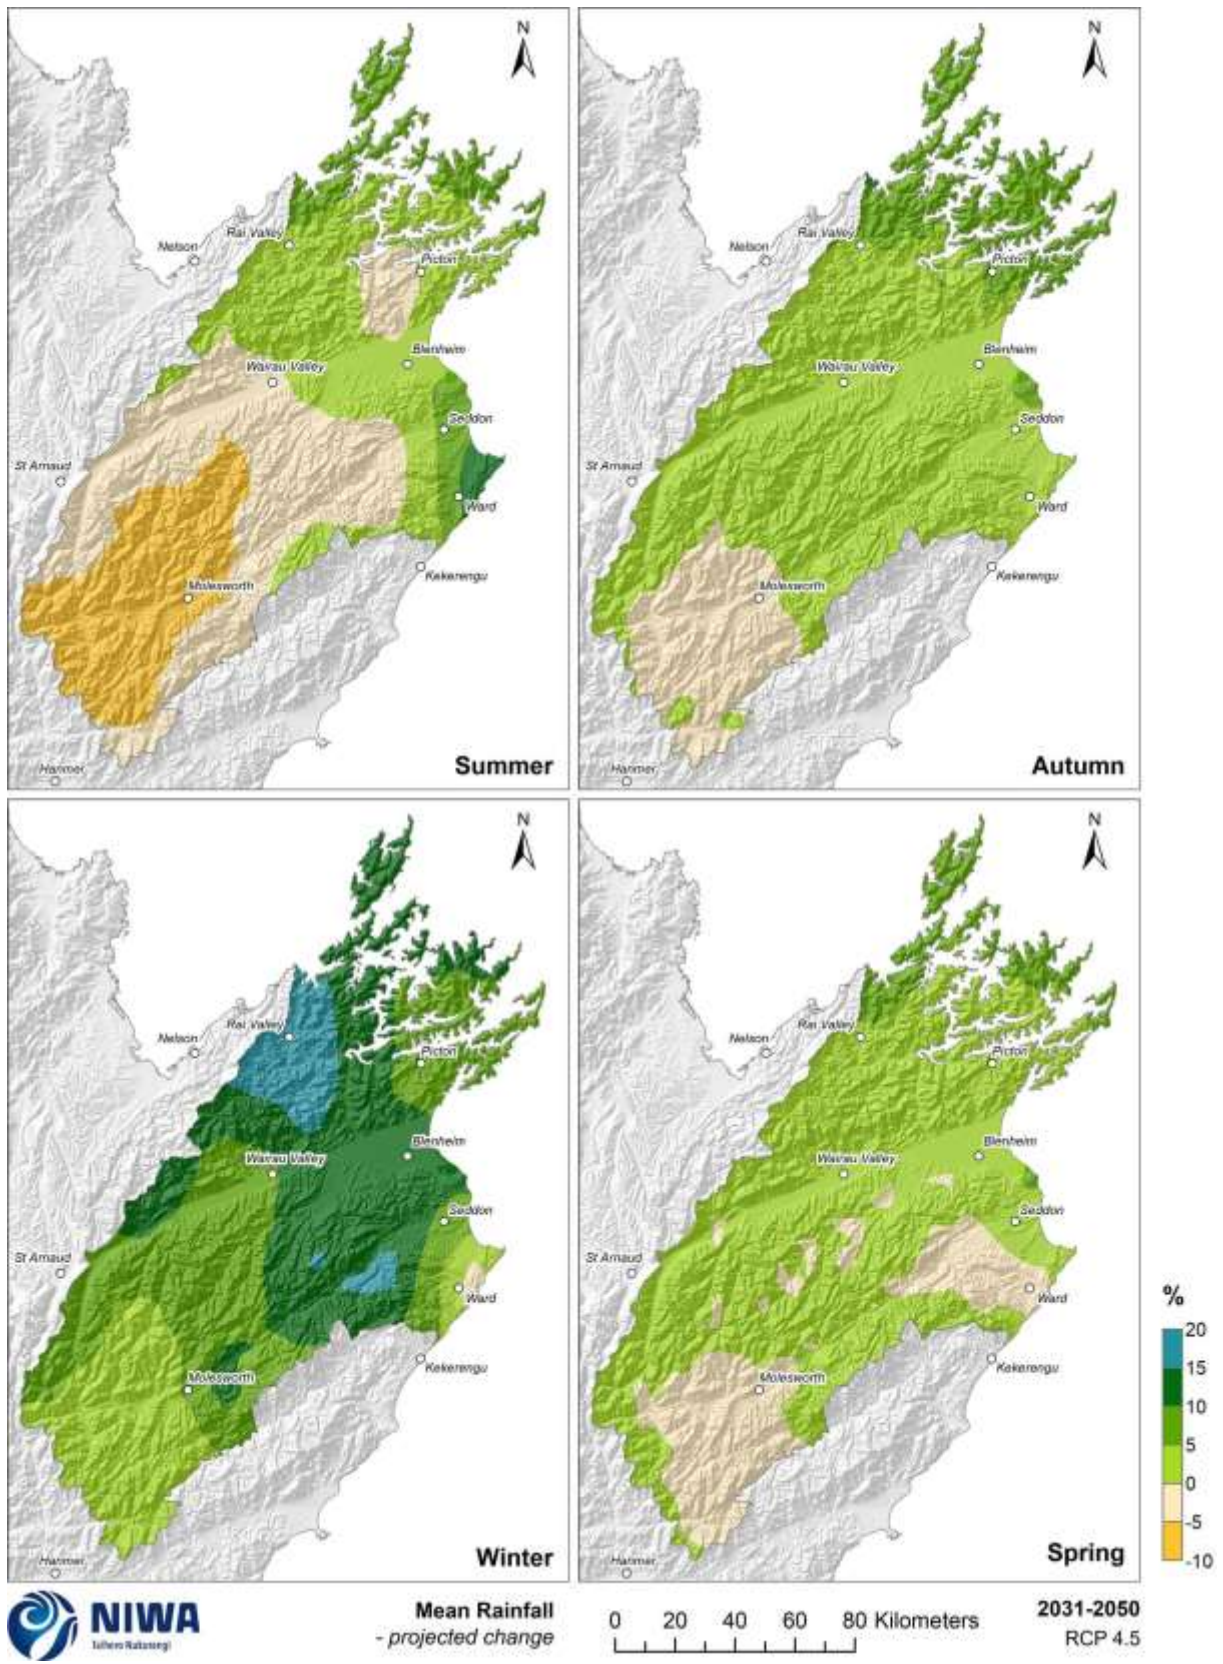 N
Rai Valley
Nelson
Picton
Blenheim
Wairau Valley
Seddon
St Arnaud
Ward
Molesworth
Kekerengu
Hanmer
Summer
N
Rai Valley
Nelson
Picton
Blenheim
Wairau Valley
Seddon
St Arnaud
Ward
Molesworth
Kekerengu
Hanmer
Autumn
N
Rai Valley
Nelson
Picton
Blenheim
Wairau Valley
Seddon
St Arnaud
Ward
Molesworth
Kekerengu
Hanmer
Winter
N
Rai Valley
Nelson
Picton
Blenheim
Wairau Valley
Seddon
St Arnaud
Ward
Molesworth
Kekerengu
Hanmer
Spring
%
20
15
10
5
0
-5
-10
NIWA
Taihoro Nukurangi
Mean Rainfall
- projected change
0 20 40 60 80 Kilometers
2031-2050
RCP 4.5